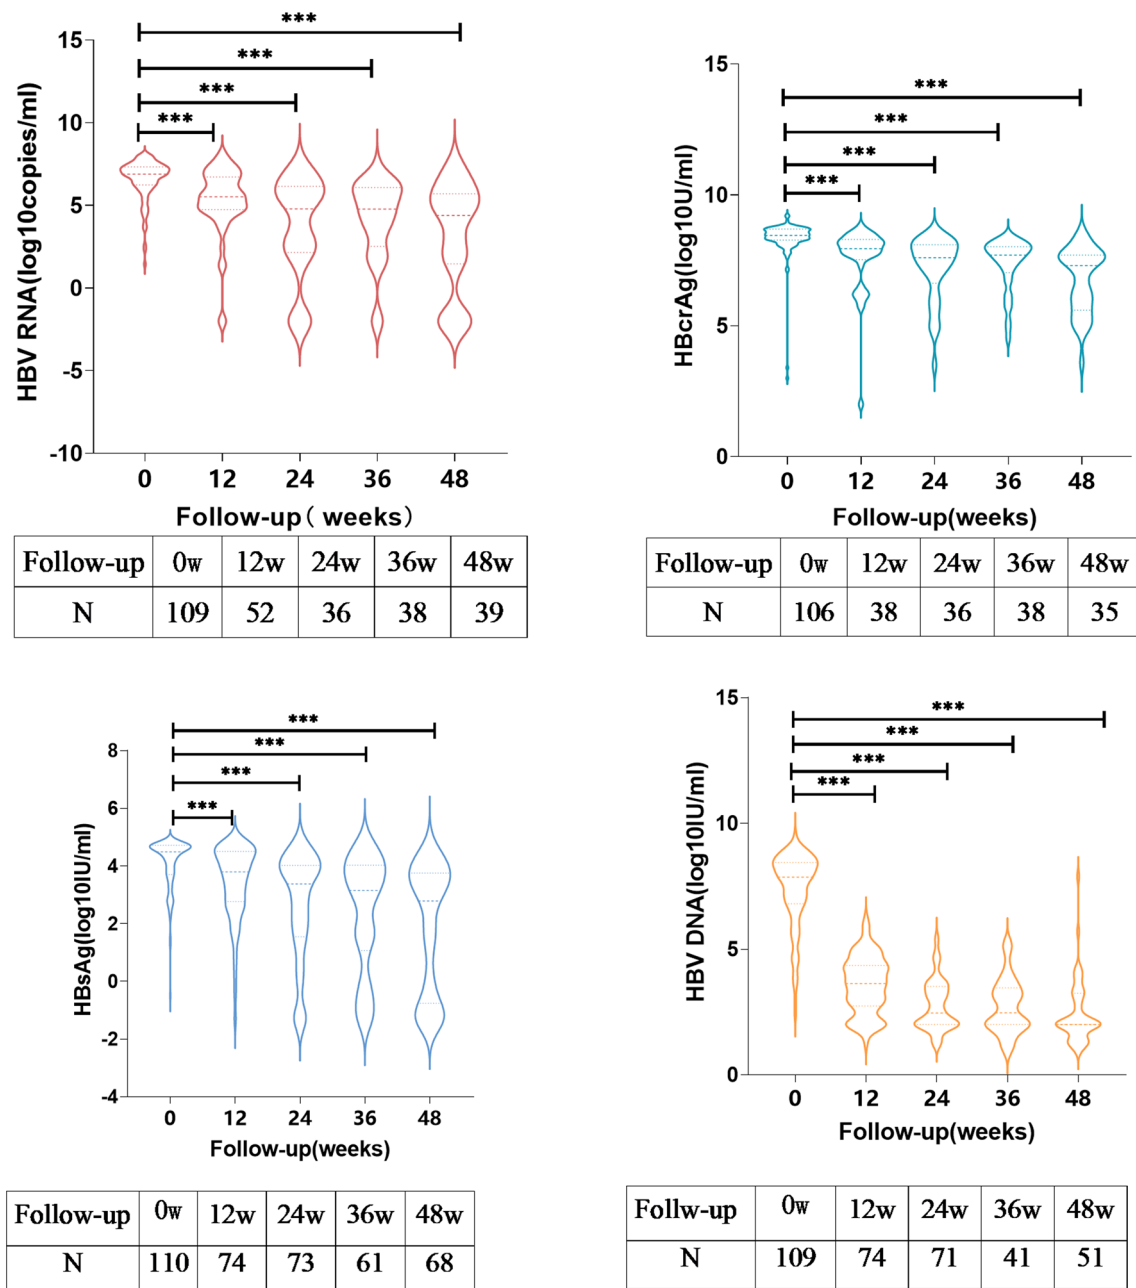 ***
***
***
***
15
10
5
0
-5
-10
HBV RNA(log10copies/ml)
0 12 24 36 48
Follow-up( weeks)
Follow-up 0w 12w 24w 36w 48w
N 109 52 36 38 39
***
***
***
***
15
10
5
0
HBcrAg(log10U/ml)
0 12 24 36 48
Follow-up(weeks)
Follow-up 0w 12w 24w 36w 48w
N 106 38 36 38 35
***
***
***
***
8
6
4
2
0
-2
-4
HBsAg(log10IU/ml)
0 12 24 36 48
Follow-up(weeks)
Follow-up 0w 12w 24w 36w 48w
N 110 74 73 61 68
***
***
***
***
15
10
5
0
HBV DNA(log10IU/ml)
0 12 24 36 48
Follow-up(weeks)
Follw-up 0w 12w 24w 36w 48w
N 109 74 71 41 51